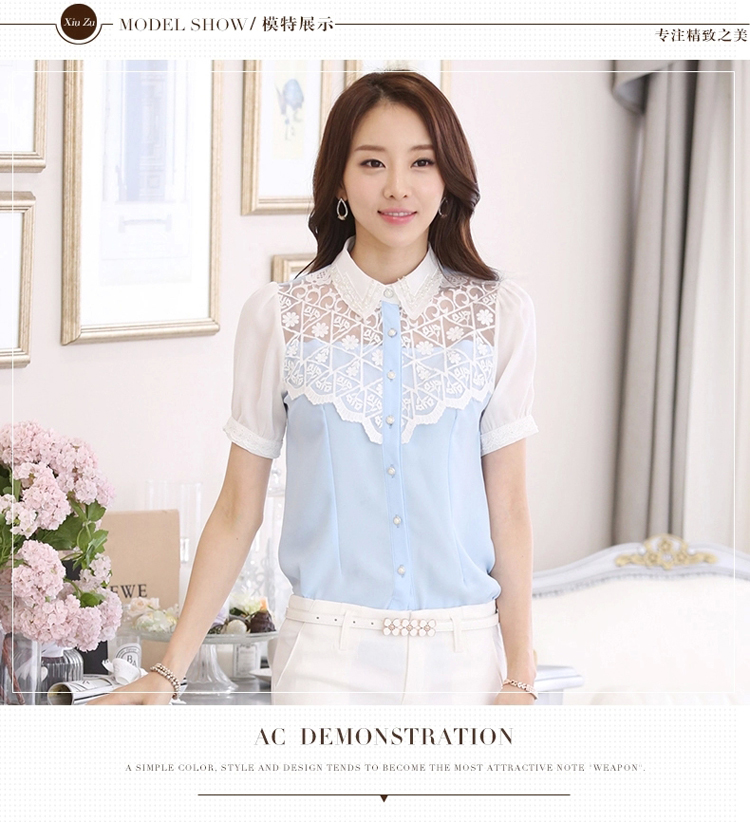 Xiu Zu
MODEL SHOW/ 模特展示
专注精致之美
EWE
BA
AC DEMONSTRATION
A SIMPLE COLOR, STYLE AND DESIGN TENDS TO BECOME THE MOST ATTRACTIVE NOTE "WEAPON".